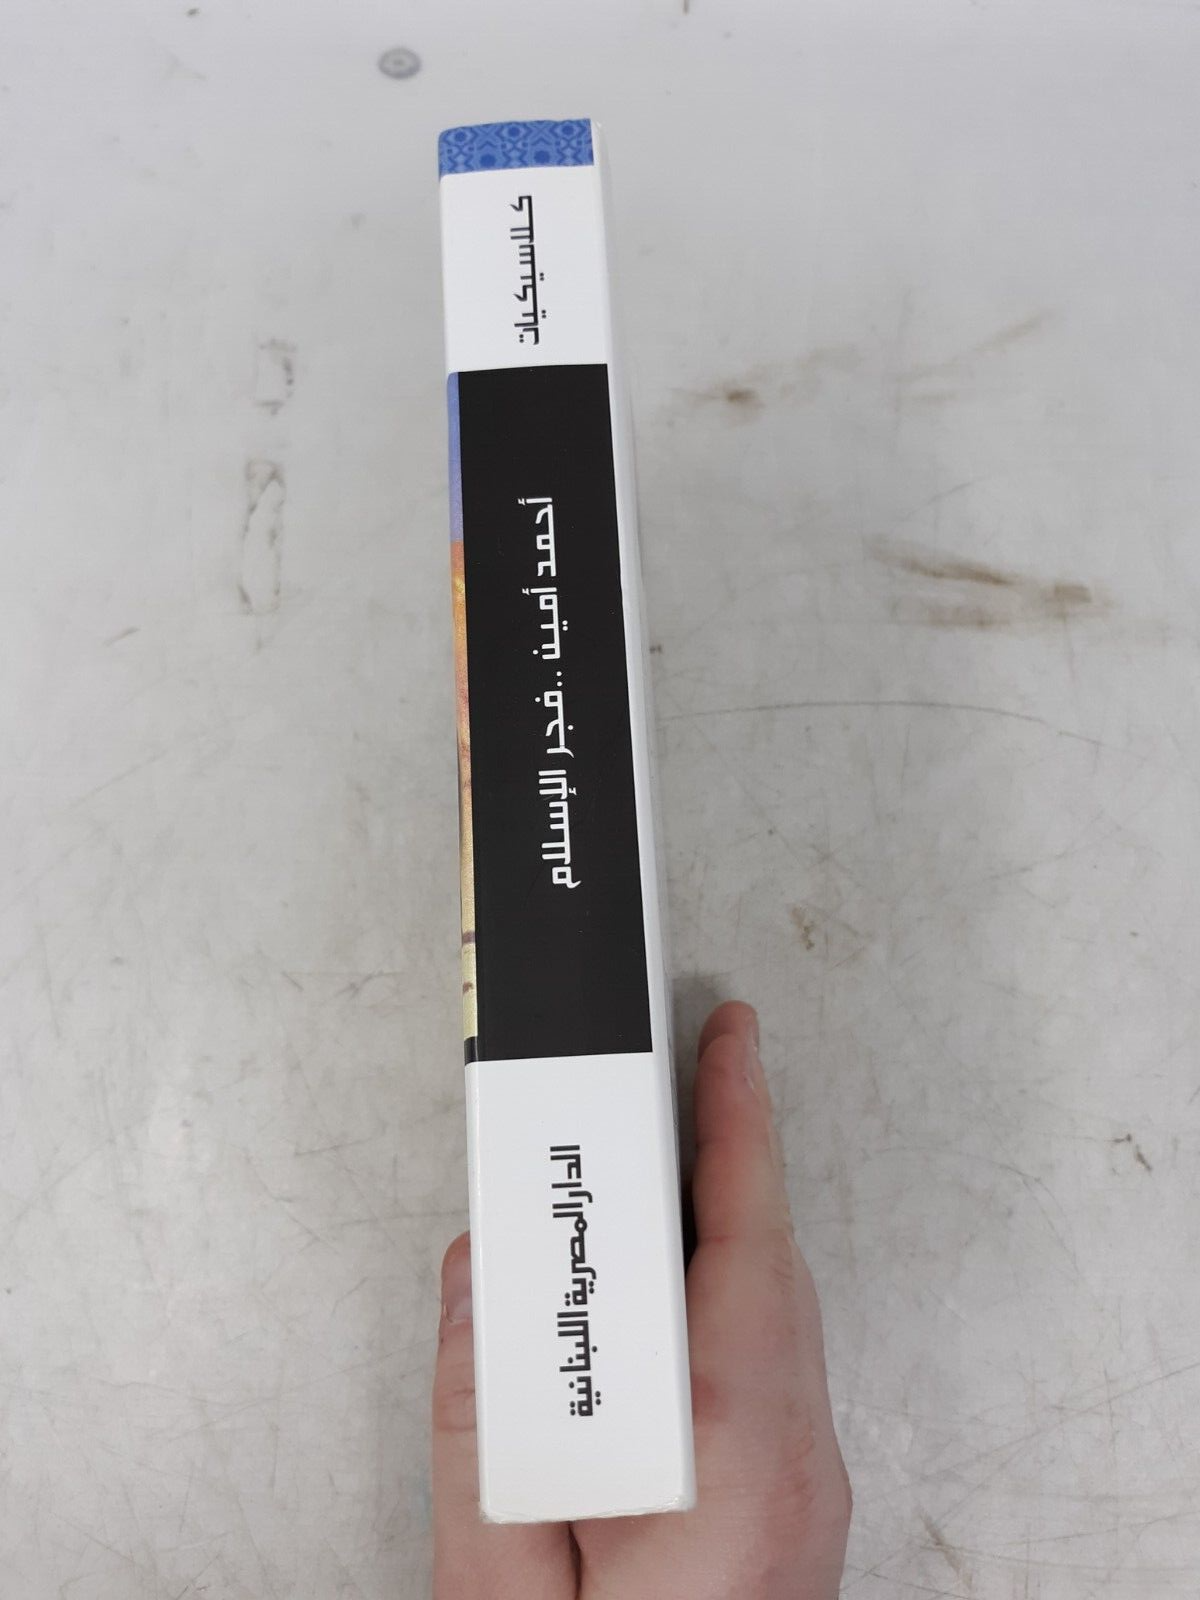 كلاسيكيات
أحمد أمين .. فجر الإسلام
الدار المصرية اللبنانية